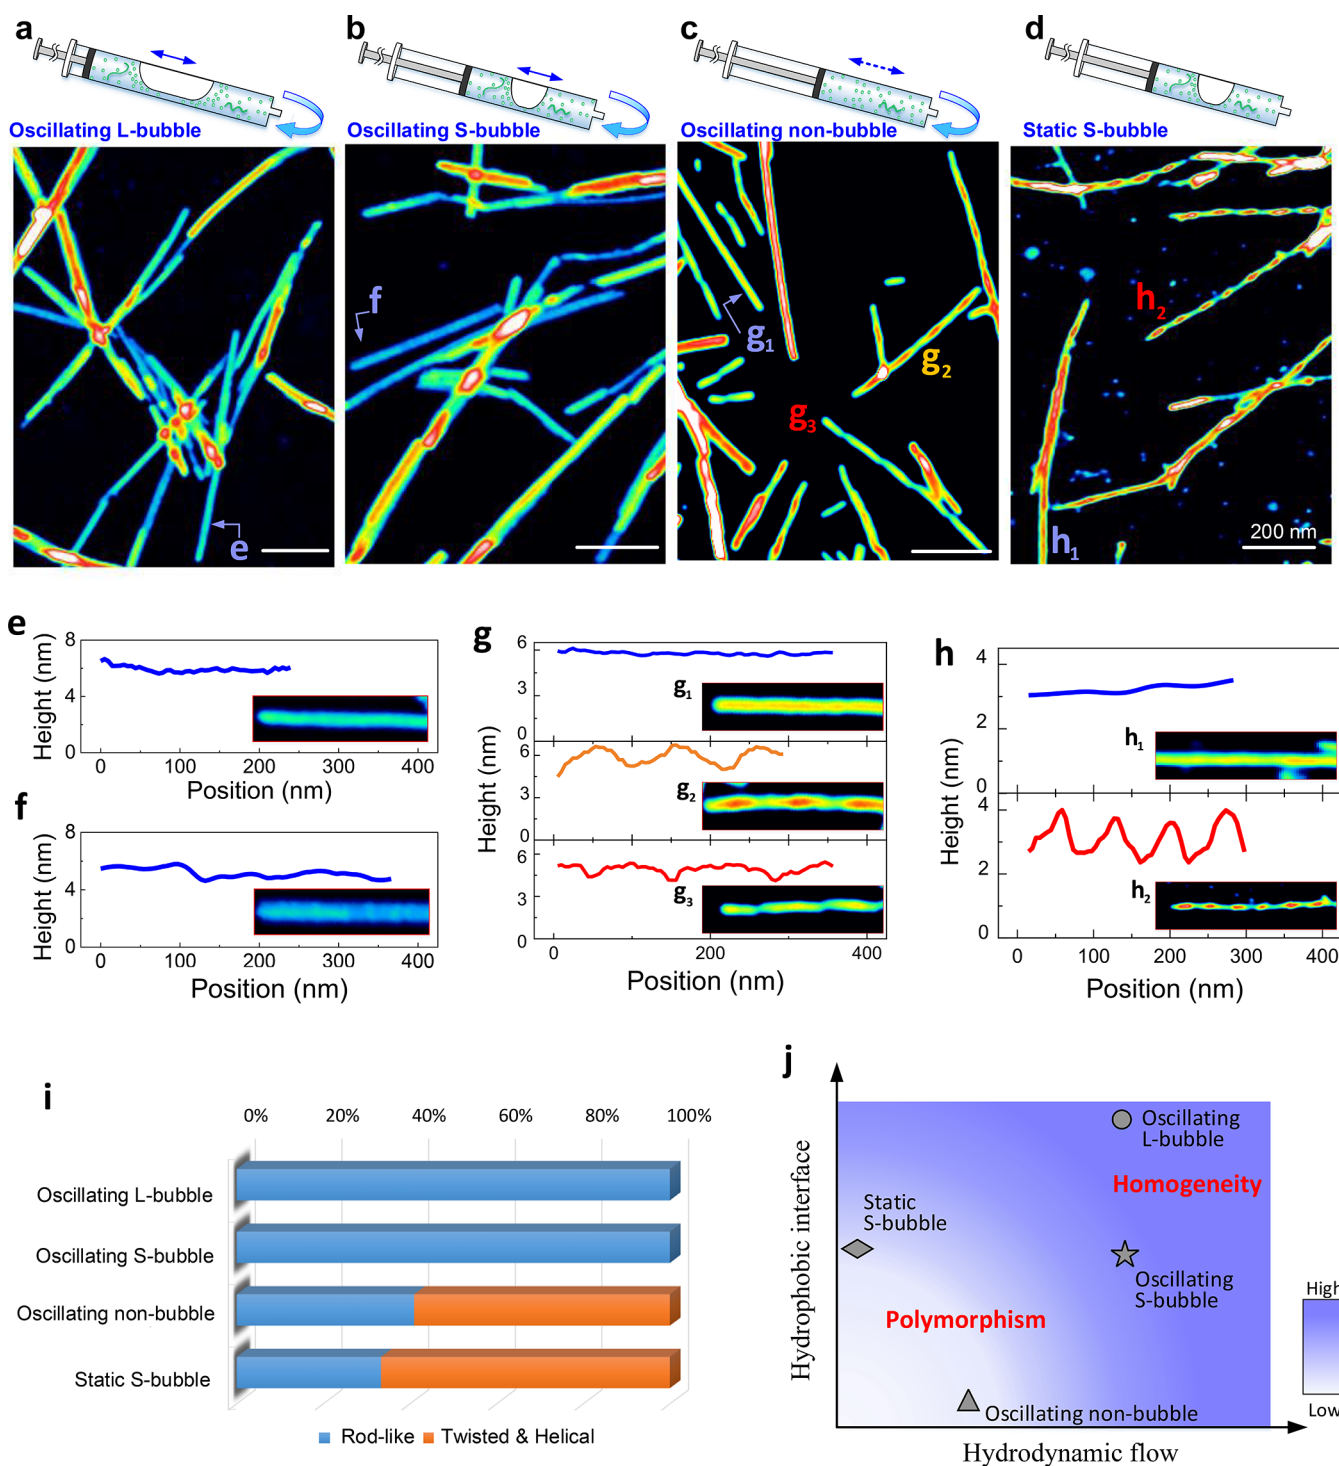 a
b
c
d
Oscillating L-bubble
Oscillating S-bubble
Oscillating non-bubble
Static S-bubble
e
f
g1
g2
g3
h1
h2
200 nm
e
8
4
0
Height (nm)
0 100 200 300 400
Position (nm)
f
8
4
0
Height (nm)
0 100 200 300 400
Position (nm)
g
6
3
0
g1
6
3
0
g2
6
3
0
g3
Height (nm)
0 200 400
Position (nm)
h
4
2
0
h1
4
2
0
h2
Height (nm)
0 100 200 300 400
Position (nm)
i
0% 20% 40% 60% 80% 100%
Oscillating L-bubble
Oscillating S-bubble
Oscillating non-bubble
Static S-bubble
Rod-like Twisted & Helical
j
Hydrophobic interface
Oscillating
L-bubble
Homogeneity
Static
S-bubble
Oscillating
S-bubble
Polymorphism
Oscillating non-bubble
High
Low
Hydrodynamic flow